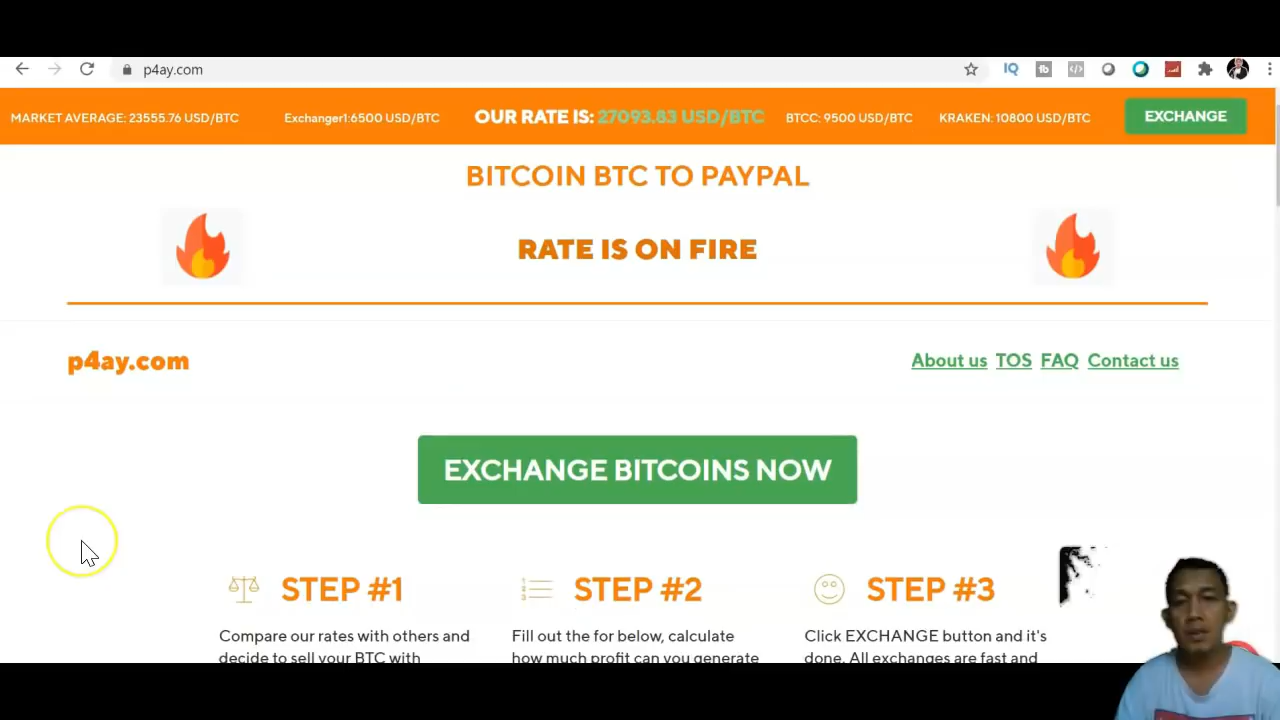 p4ay.com
MARKET AVERAGE: 23555.76 USD/BTC Exchanger1:6500 USD/BTC OUR RATE IS: 27093.83 USD/BTC BTCC: 9500 USD/BTC KRAKEN: 10800 USD/BTC EXCHANGE
BITCOIN BTC TO PAYPAL
RATE IS ON FIRE
p4ay.com About us TOS FAQ Contact us
EXCHANGE BITCOINS NOW
STEP #1 STEP #2 STEP #3
Compare our rates with others and Fill out the for below, calculate Click EXCHANGE button and it's
decide to sell your BTC with how much profit can you generate done. All exchanges are fast and